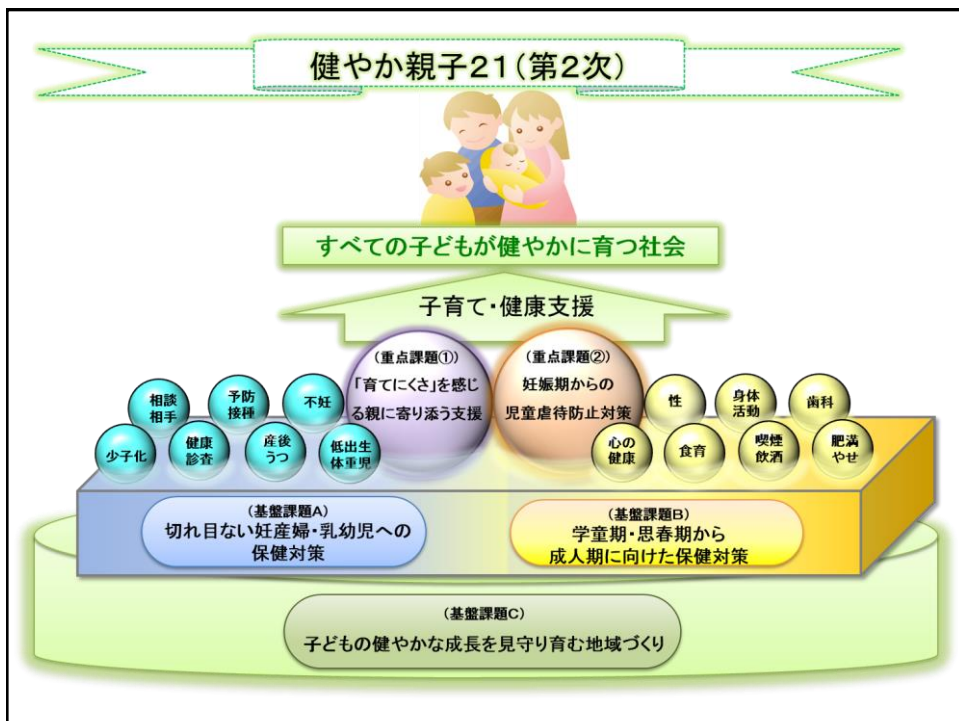 健やか親子21(第2次)
すべての子どもが健やかに育つ社会
子育て・健康支援
(重点課題①)
「育てにくさ」を感じ
る親に寄り添う支援
(重点課題②)
妊娠期からの
児童虐待防止対策
相談
相手
予防
接種
不妊
少子化
健康
診査
産後
うつ
低出生
体重児
性
身体
活動
歯科
心の
健康
食育
喫煙
飲酒
肥満
やせ
(基盤課題A)
切れ目ない妊産婦・乳幼児への
保健対策
(基盤課題B)
学童期・思春期から
成人期に向けた保健対策
(基盤課題C)
子どもの健やかな成長を見守り育む地域づくり